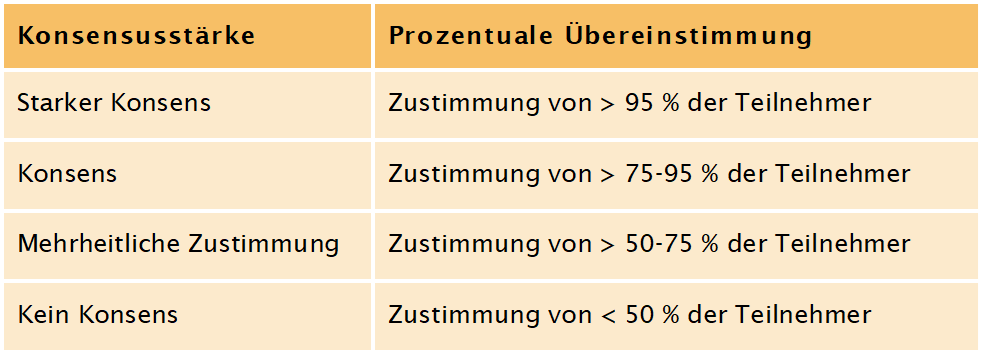 Konsensusstärke Prozentuale Übereinstimmung
Starker Konsens Zustimmung von > 95 % der Teilnehmer
Konsens Zustimmung von > 75-95 % der Teilnehmer
Mehrheitliche Zustimmung Zustimmung von > 50-75 % der Teilnehmer
Kein Konsens Zustimmung von < 50 % der Teilnehmer